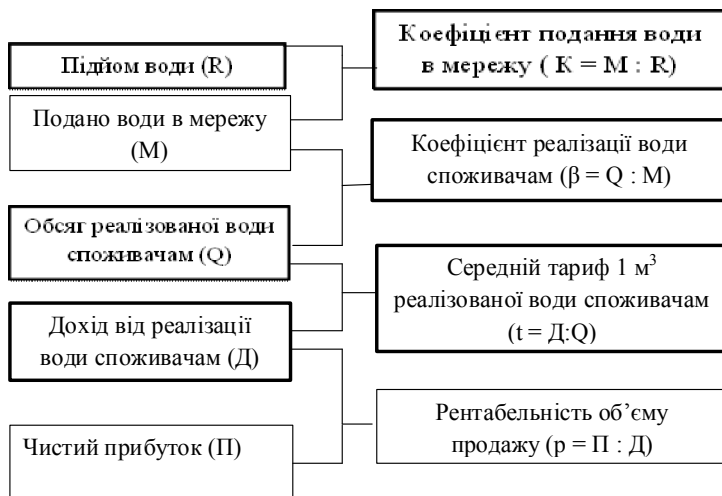 Підйом води (R)
Подано води в мережу
(М)
Обсяг реалізованої води
споживачам (Q)
Дохід від реалізації
води споживачам (Д)
Чистий прибуток (П)
Коефіцієнт подання води
в мережу ( К = М : R)
Коефіцієнт реалізації води
споживачам (β = Q : М)
Середній тариф 1 м³
реалізованої води споживачам
(t = Д:Q)
Рентабельність об’єму
продажу (р = П : Д)